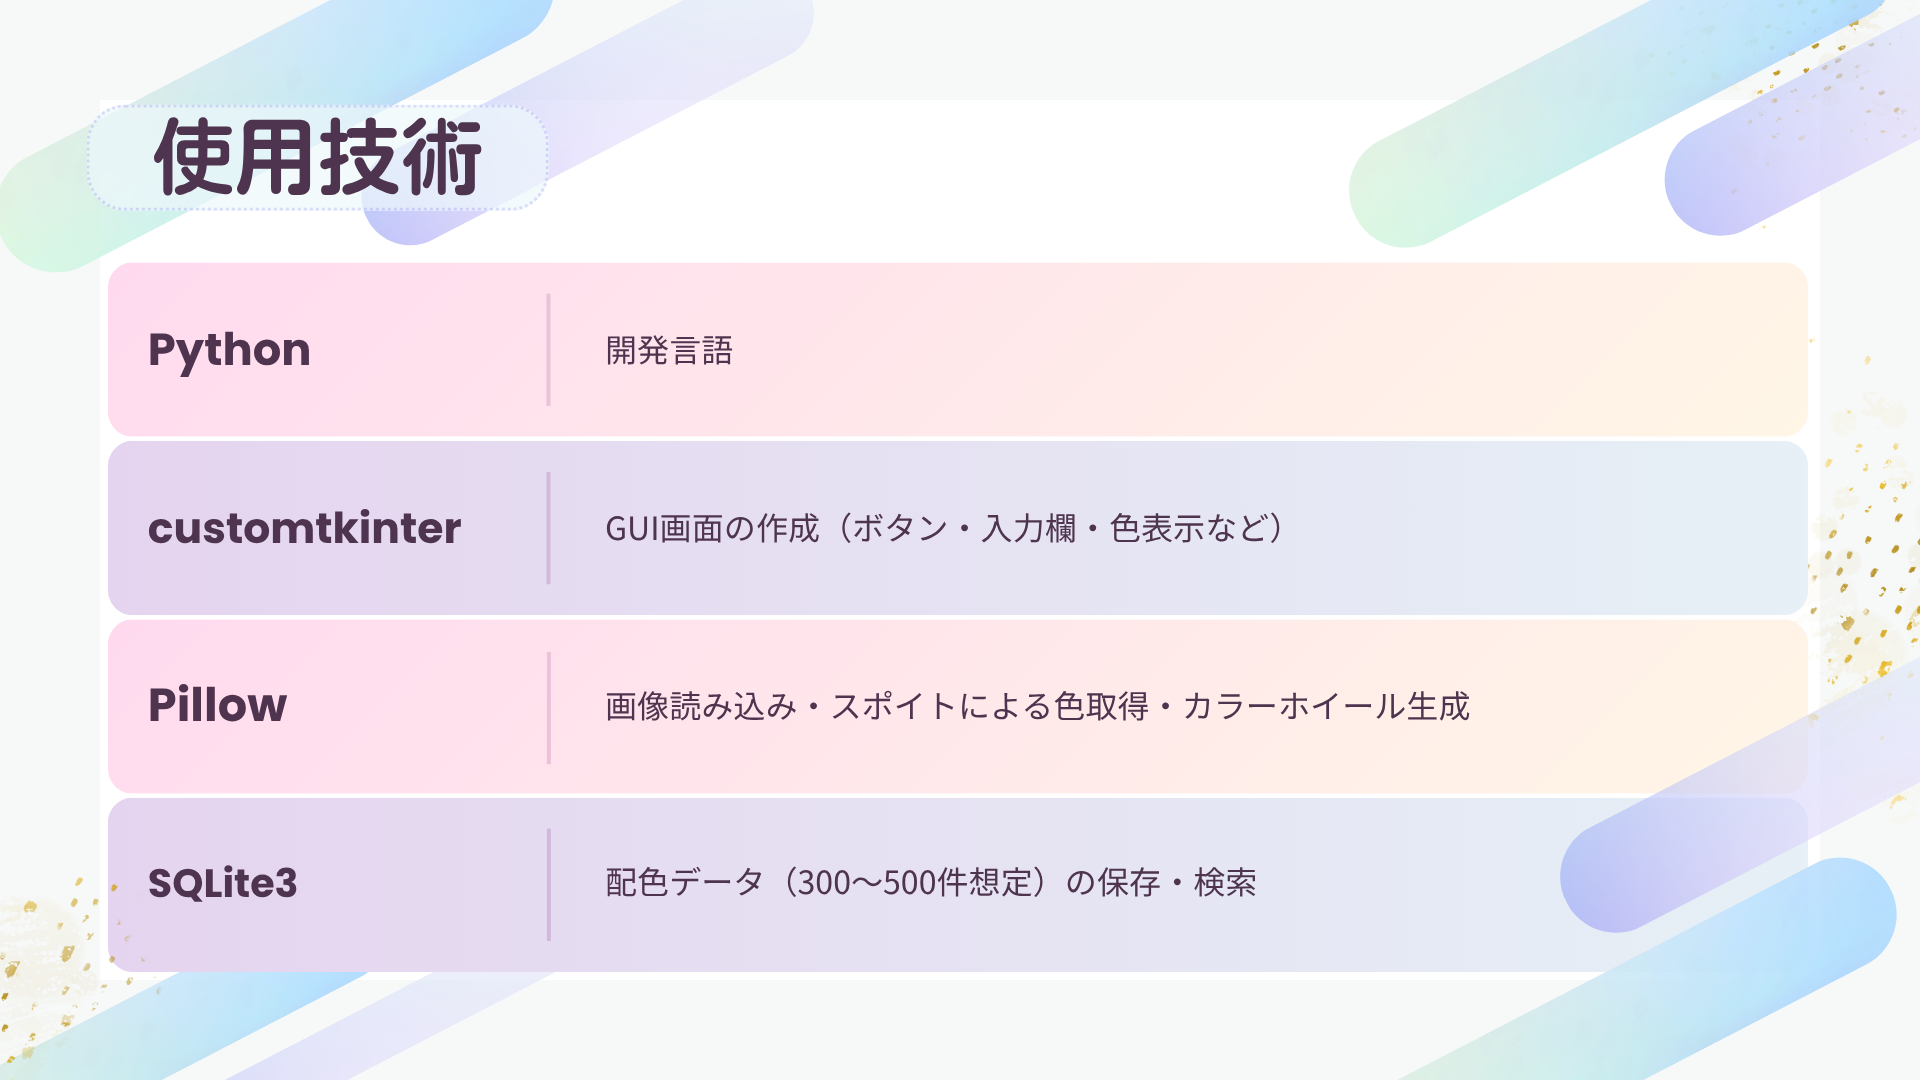 使用技術
Python
開発言語
customtkinter
GUI画面の作成（ボタン・入力欄・色表示など）
Pillow
画像読み込み・スポイトによる色取得・カラーホイール生成
SQLite3
配色データ（300〜500件想定）の保存・検索